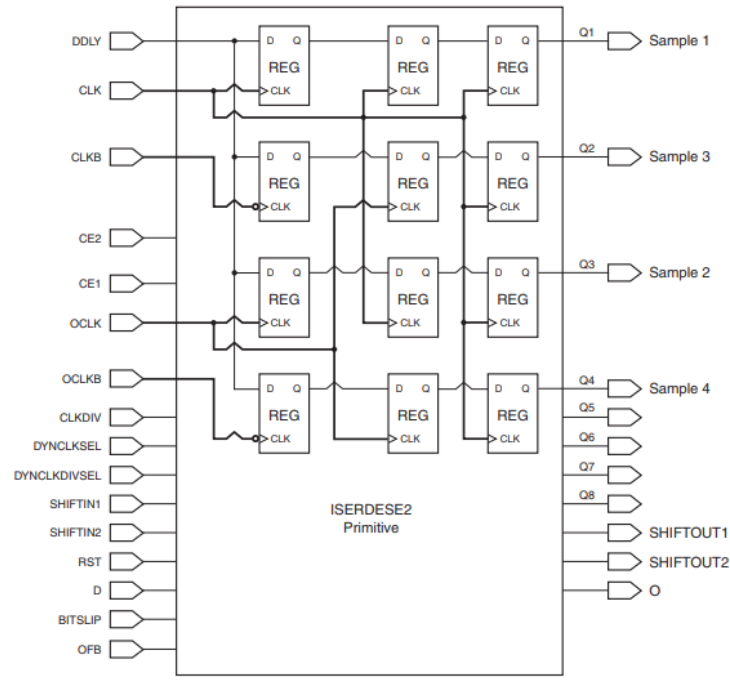 DDLY
CLK
CLKB
CE2
CE1
OCLK
OCLKB
CLKDIV
DYNCLKSEL
DYNCLKDIVSEL
SHIFTIN1
SHIFTIN2
RST
D
BITSLIP
OFB
D Q
REG
CLK
D Q
REG
CLK
D Q
REG
CLK
D Q
REG
CLK
D Q
REG
CLK
D Q
REG
CLK
D Q
REG
CLK
D Q
REG
CLK
D Q
REG
CLK
D Q
REG
CLK
D Q
REG
CLK
D Q
REG
CLK
ISERDESE2
Primitive
Q1 Sample 1
Q2 Sample 3
Q3 Sample 2
Q4 Sample 4
Q5
Q6
Q7
Q8
SHIFTOUT1
SHIFTOUT2
O